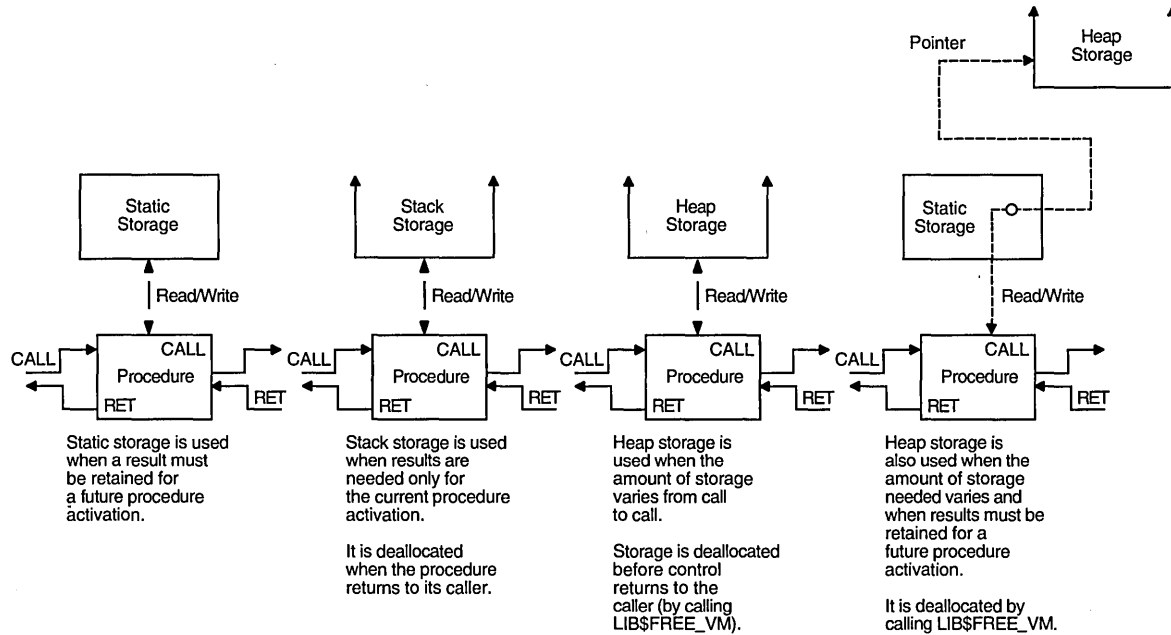 Pointer
Heap
Storage
Static
Storage
Stack
Storage
Heap
Storage
Static
Storage
Read/Write
Read/Write
Read/Write
Read/Write
CALL
CALL
Procedure
RET
RET
CALL
CALL
Procedure
RET
RET
CALL
CALL
Procedure
RET
RET
CALL
CALL
Procedure
RET
RET
Static storage is used
when a result must
be retained for
a future procedure
activation.
Stack storage is used
when results are
needed only for
the current procedure
activation.
It is deallocated
when the procedure
returns to its caller.
Heap storage is
used when the
amount of storage
varies from call
to call.
Storage is deallocated
before control
returns to the
caller (by calling
LIB$FREE_VM).
Heap storage is
also used when the
amount of storage
needed varies and
when results must be
retained for a
future procedure
activation.
It is deallocated by
calling LIB$FREE_VM.